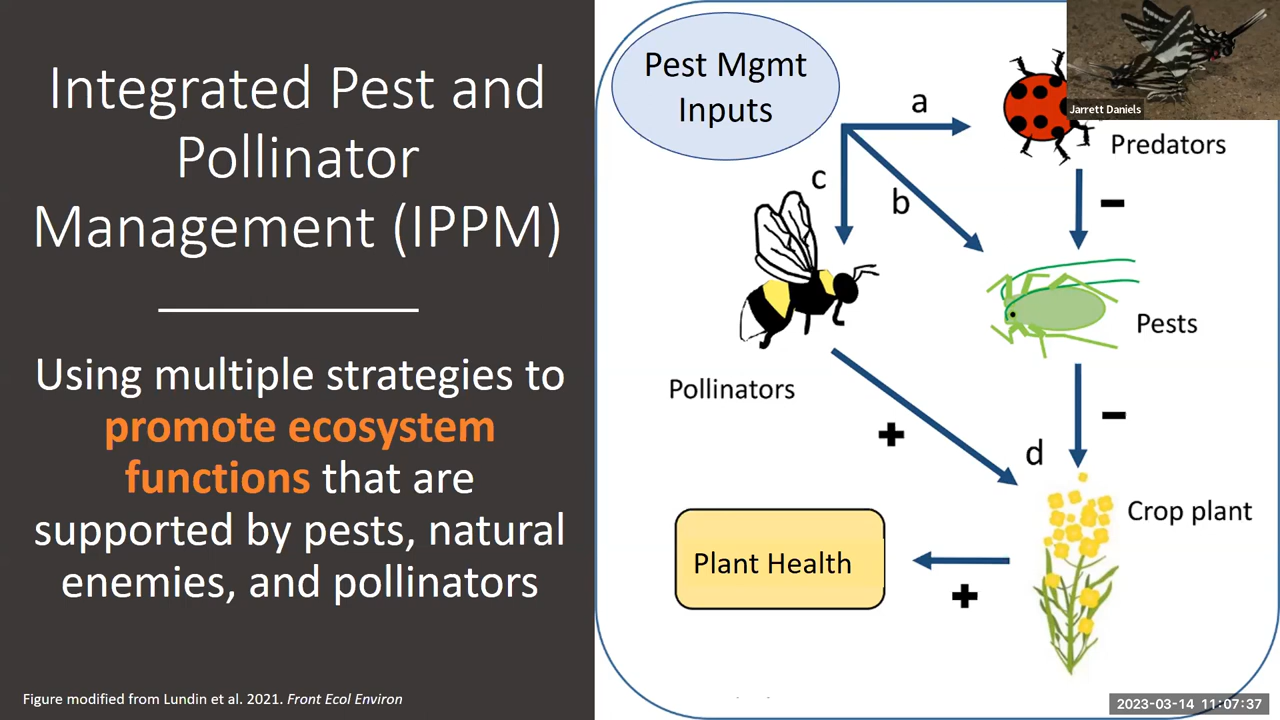 Integrated Pest and
Pollinator
Management (IPPM)
Using multiple strategies to
promote ecosystem
functions that are
supported by pests, natural
enemies, and pollinators
Figure modified from Lundin et al. 2021. Front Ecol Environ
Pest Mgmt
Inputs
a
Jarrett Daniels
Predators
c
b
-
Pests
Pollinators
-
+
d
Crop plant
Plant Health
+
2023-03-14 11:07:37